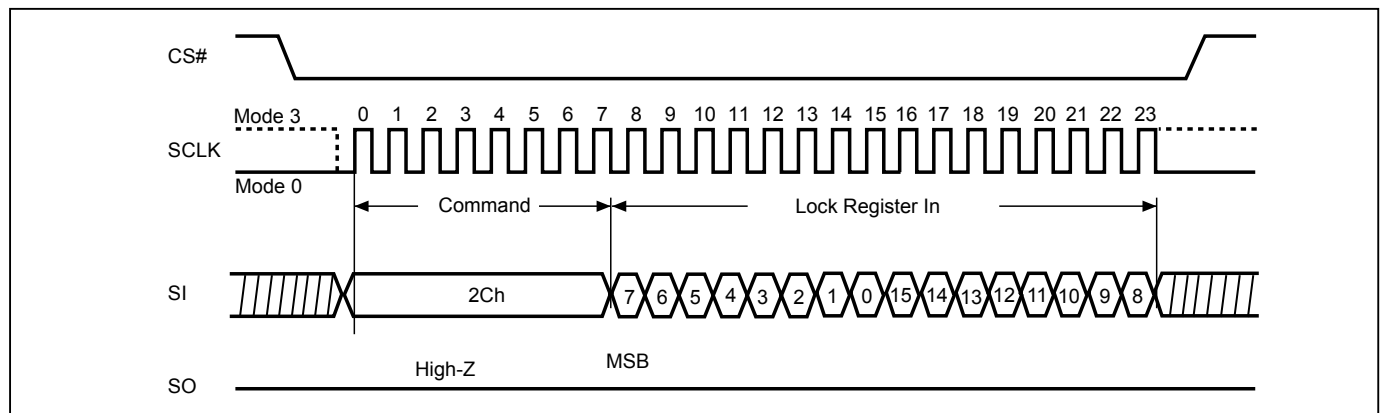 CS#
Mode 3
0 1 2 3 4 5 6 7 8 9 10 11 12 13 14 15 16 17 18 19 20 21 22 23
SCLK
Mode 0
Command Lock Register In
SI 2Ch 7 6 5 4 3 2 1 0 15 14 13 12 11 10 9 8
High-Z MSB
SO